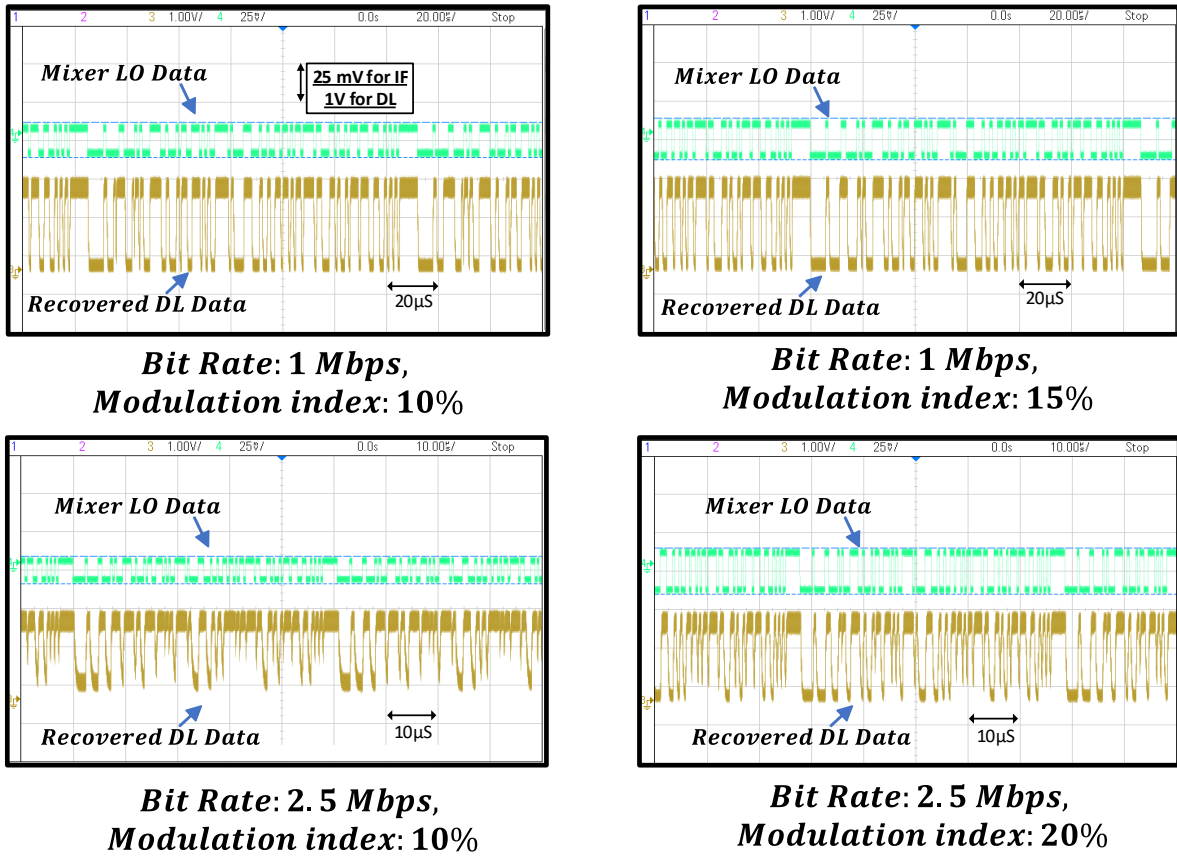 1 2 3 1.00V/ 4 25▽/ 0.0s 20.00µs/ Stop
Mixer LO Data
25 mV for IF
1V for DL
Recovered DL Data
20µS
Bit Rate: 1 Mbps,
Modulation index: 10%
1 2 3 1.00V/ 4 25▽/ 0.0s 20.00µs/ Stop
Mixer LO Data
Recovered DL Data
20µS
Bit Rate: 1 Mbps,
Modulation index: 15%
1 2 3 1.00V/ 4 25▽/ 0.0s 10.00µs/ Stop
Mixer LO Data
Recovered DL Data
10µS
Bit Rate: 2.5 Mbps,
Modulation index: 10%
1 2 3 1.00V/ 4 25▽/ 0.0s 10.00µs/ Stop
Mixer LO Data
Recovered DL Data
10µS
Bit Rate: 2.5 Mbps,
Modulation index: 20%